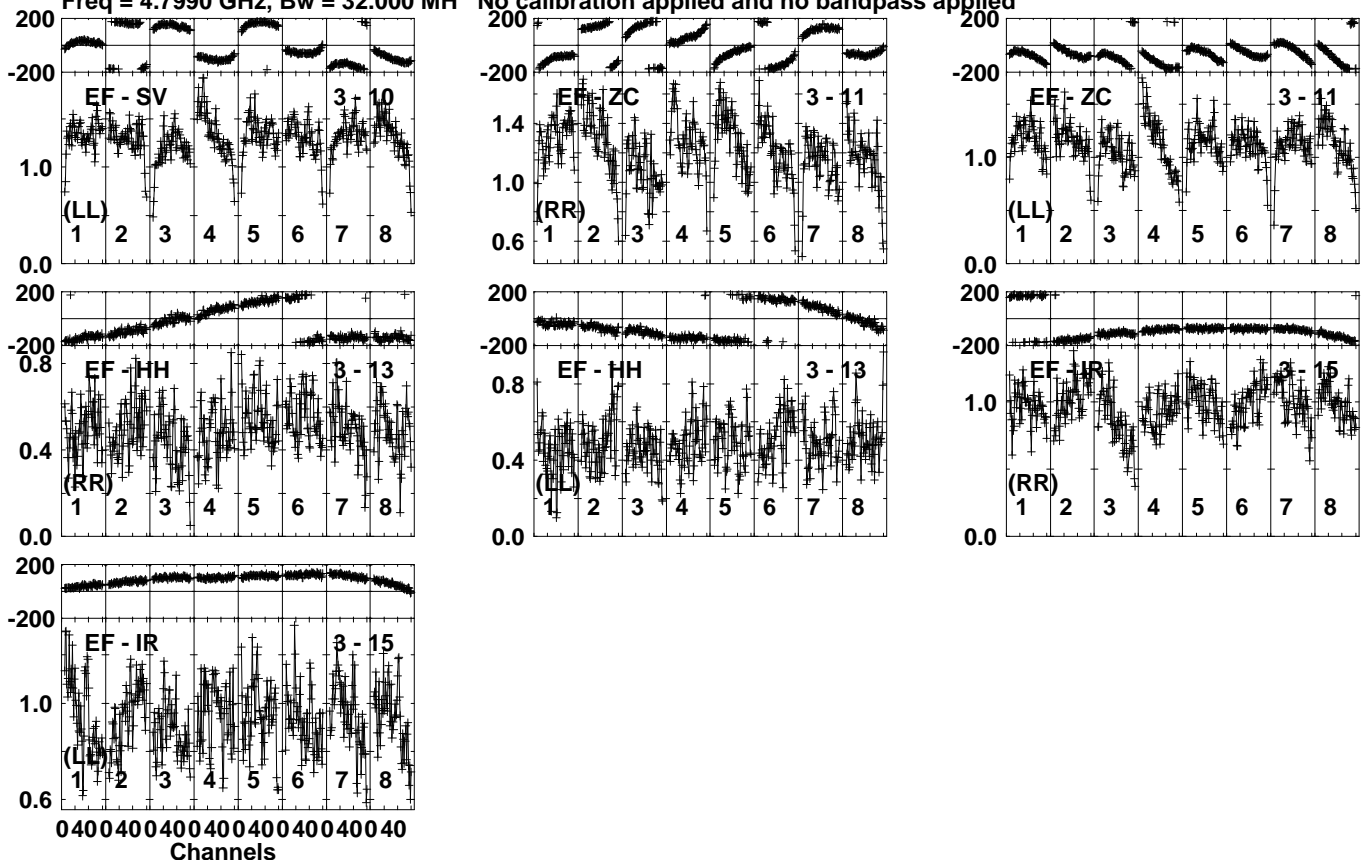 Freq = 4.7990 GHz, Bw = 32.000 MH No calibration applied and no bandpass applied
200
-200
EF - SV 3 - 10
1.0
(LL)
1 2 3 4 5 6 7 8
0.0
200
-200
EF - ZC 3 - 11
1.4
1.0
(RR)
0.6
1 2 3 4 5 6 7 8
200
-200
EF - ZC 3 - 11
1.0
(LL)
1 2 3 4 5 6 7 8
0.0
200
-200
0.8
EF - HH 3 - 13
0.4
(RR)
1 2 3 4 5 6 7 8
0.0
200
-200
EF - HH 3 - 13
0.8
0.4
(LL)
1 2 3 4 5 6 7 8
0.0
200
-200
EF - IR 3 - 15
1.0
(RR)
1 2 3 4 5 6 7 8
0.0
200
-200
EF - IR 3 - 15
1.0
(LL)
1 2 3 4 5 6 7 8
0.6
0 40 0 40 0 40 0 40 0 40 0 40 0 40 0 40
Channels